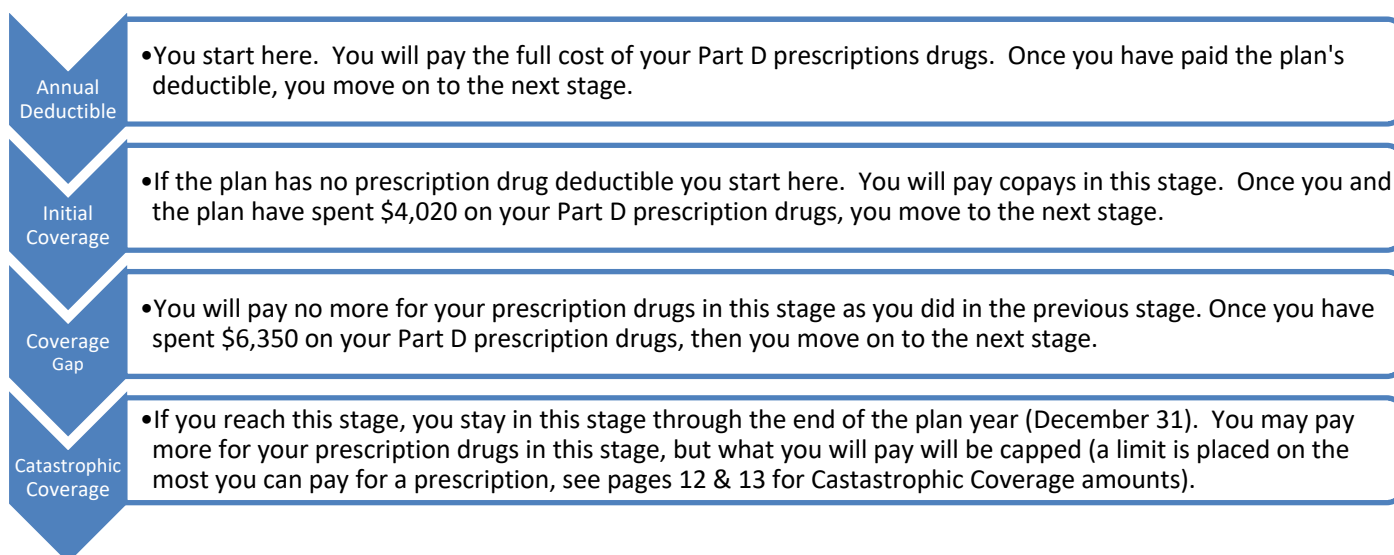 Annual
Deductible
•You start here.  You will pay the full cost of your Part D prescriptions drugs.  Once you have paid the plan's
deductible, you move on to the next stage.
Initial
Coverage
•If the plan has no prescription drug deductible you start here.  You will pay copays in this stage.  Once you and
the plan have spent $4,020 on your Part D prescription drugs, you move to the next stage.
Coverage
Gap
•You will pay no more for your prescription drugs in this stage as you did in the previous stage. Once you have
spent $6,350 on your Part D prescription drugs, then you move on to the next stage.
Catastrophic
Coverage
•If you reach this stage, you stay in this stage through the end of the plan year (December 31).  You may pay
more for your prescription drugs in this stage, but what you will pay will be capped (a limit is placed on the
most you can pay for a prescription, see pages 12 & 13 for Castastrophic Coverage amounts).